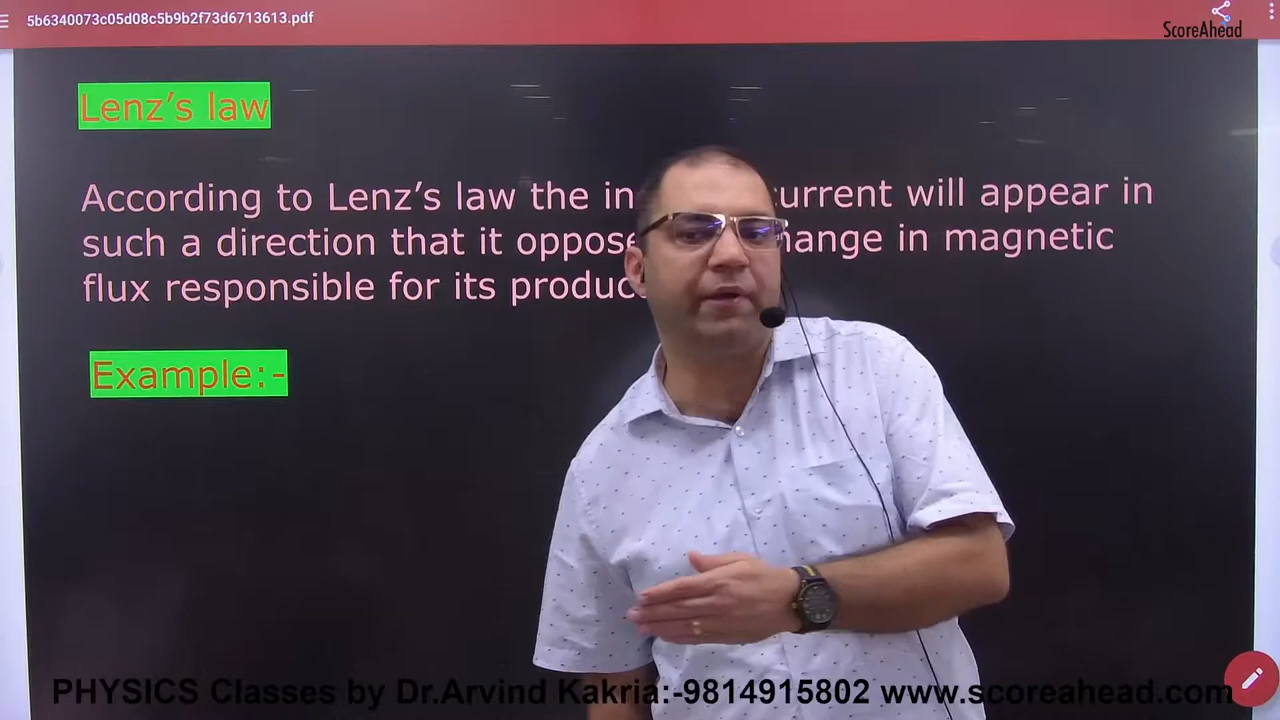 5b6340073c05d08c5b9b2f73d6713613.pdf
ScoreAhead
Lenz's law
According to Lenz's law the in urrent will appear in
such a direction that it oppose hange in magnetic
flux responsible for its produc
Example:-
PHYSICS Classes by Dr.Arvind Kakria:-9814915802 www.scoreahead.com